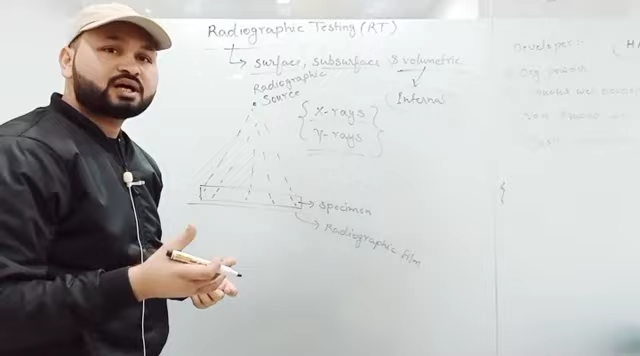 Radiographic Testing (RT)
surface, subsurface & volumetric
Radiographic
Source
(Internal
X-rays
γ-rays
specimen
Radiographic film
Developer: